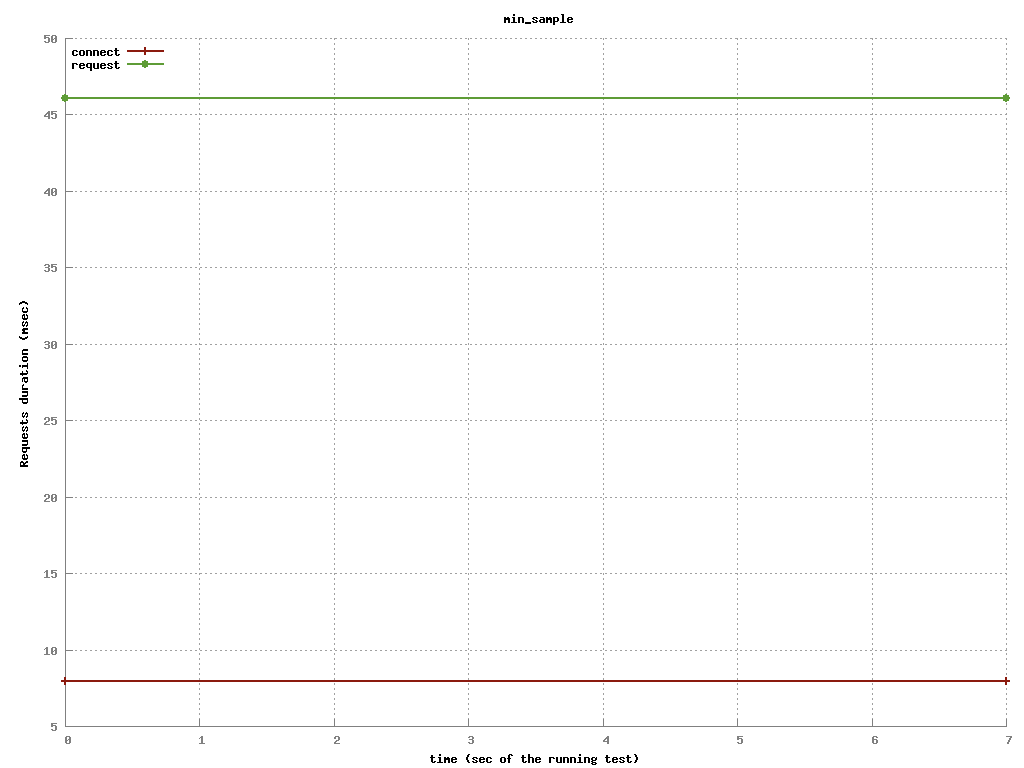 min_sample
50
connect
request
45
40
35
30
25
20
15
10
5
Requests duration (msec)
0 1 2 3 4 5 6 7
time (sec of the running test)